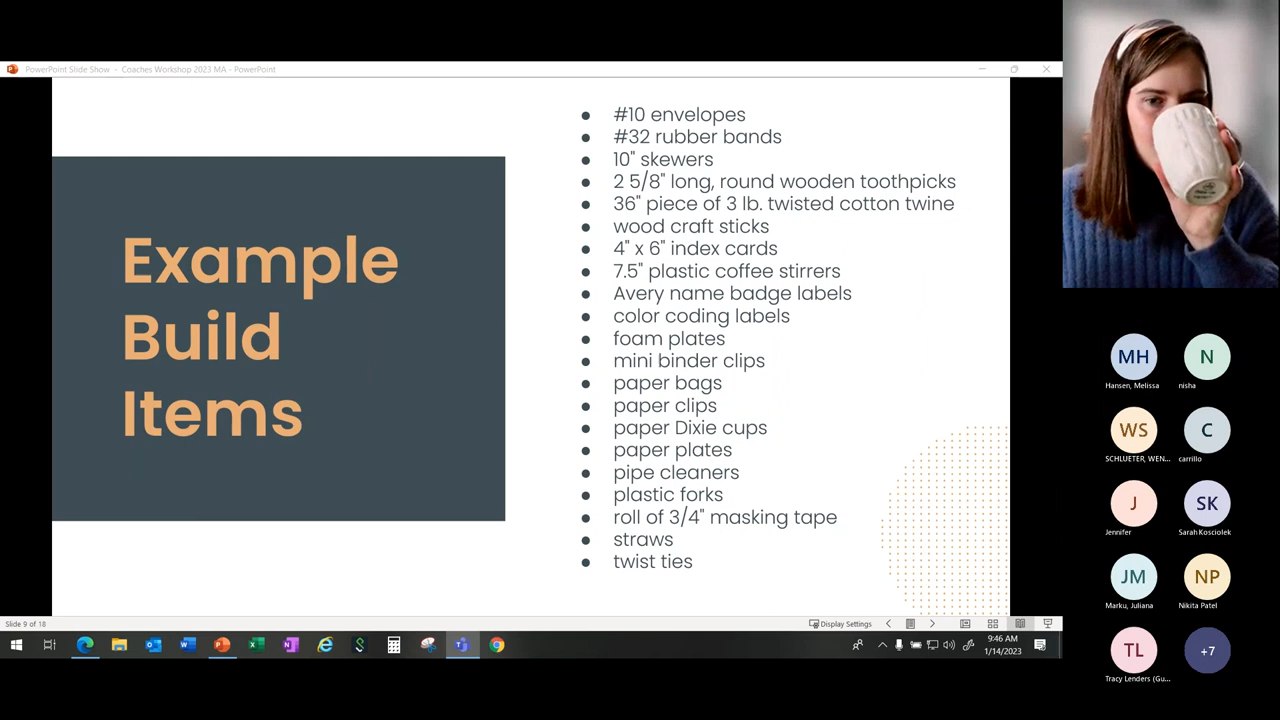 PowerPoint Slide Show - Coaches Workshop 2023 MA - PowerPoint
Example
Build
Items
#10 envelopes
#32 rubber bands
10" skewers
2 5/8" long, round wooden toothpicks
36" piece of 3 lb. twisted cotton twine
wood craft sticks
4" x 6" index cards
7.5" plastic coffee stirrers
Avery name badge labels
color coding labels
foam plates
mini binder clips
paper bags
paper clips
paper Dixie cups
paper plates
pipe cleaners
plastic forks
roll of 3/4" masking tape
straws
twist ties
Slide 9 of 18
Display Settings
9:46 AM
1/14/2023
MH
Hansen, Melissa
N
nisha
WS
SCHLUETER, WEN...
C
carrillo
J
Jennifer
SK
Sarah Kosciolek
JM
Marku, Juliana
NP
Nikita Patel
TL
Tracy Lenders (Gu...
+7